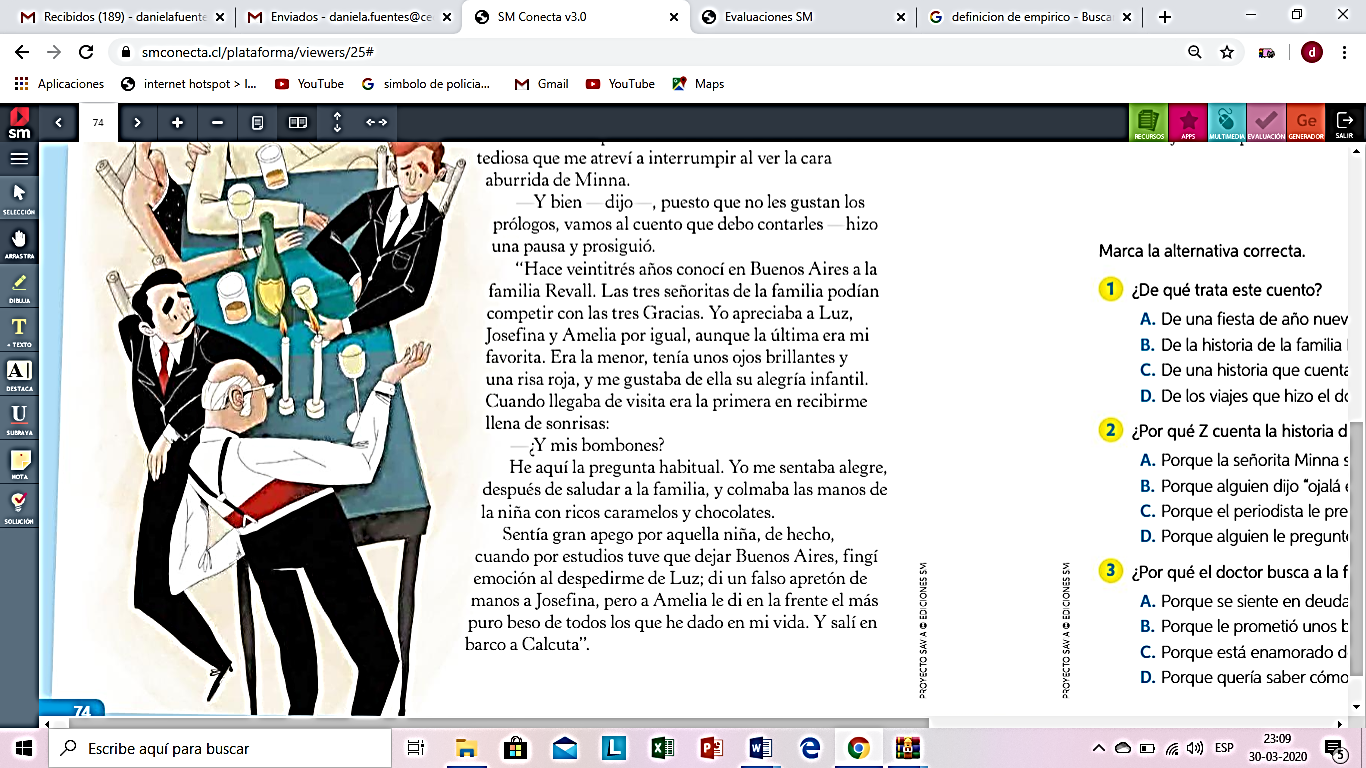 Recibidos (189) - danielafuente
Enviados - daniela.fuentes@ce
SM Conecta v3.0
Evaluaciones SM
definicion de empirico - Busca
smconecta.cl/plataforma/viewers/25#
d
Aplicaciones
internet hotspot > I...
YouTube
simbolo de policia...
Gmail
YouTube
Maps
sm
74
RECURSOS
APPS
MULTIMEDIA
EVALUACIÓN
Ge
GENERADOR
SALIR
SELECCIÓN
ARRASTRA
DIBUJA
T
+ TEXTO
A
DESTACA
U
SUBRAYA
NOTA
SOLUCIÓN
tediosa que me atreví a interrumpir al ver la cara
aburrida de Minna.
—Y bien —dijo—, puesto que no les gustan los
prólogos, vamos al cuento que debo contarles —hizo
una pausa y prosiguió.
“Hace veintitrés años conocí en Buenos Aires a la
familia Revall. Las tres señoritas de la familia podían
competir con las tres Gracias. Yo apreciaba a Luz,
Josefina y Amelia por igual, aunque la última era mi
favorita. Era la menor, tenía unos ojos brillantes y
una risa roja, y me gustaba de ella su alegría infantil.
Cuando llegaba de visita era la primera en recibirme
llena de sonrisas:
—¿Y mis bombones?
He aquí la pregunta habitual. Yo me sentaba alegre,
después de saludar a la familia, y colmaba las manos de
la niña con ricos caramelos y chocolates.
Sentía gran apego por aquella niña, de hecho,
cuando por estudios tuve que dejar Buenos Aires, fingí
emoción al despedirme de Luz; di un falso apretón de
manos a Josefina, pero a Amelia le di en la frente el más
puro beso de todos los que he dado en mi vida. Y salí en
barco a Calcuta”.
74
PROYECTO SAVIA © EDICIONES SM
PROYECTO SAVIA © EDICIONES SM
Marca la alternativa correcta.
1 ¿De qué trata este cuento?
A. De una fiesta de año nuev
B. De la historia de la familia
C. De una historia que cuenta
D. De los viajes que hizo el do
2 ¿Por qué Z cuenta la historia d
A. Porque la señorita Minna s
B. Porque alguien dijo “ojalá e
C. Porque el periodista le pre
D. Porque alguien le pregunt
3 ¿Por qué el doctor busca a la f
A. Porque se siente en deuda
B. Porque le prometió unos b
C. Porque está enamorado d
D. Porque quería saber cómo
Escribe aquí para buscar
ESP
23:09
30-03-2020
5